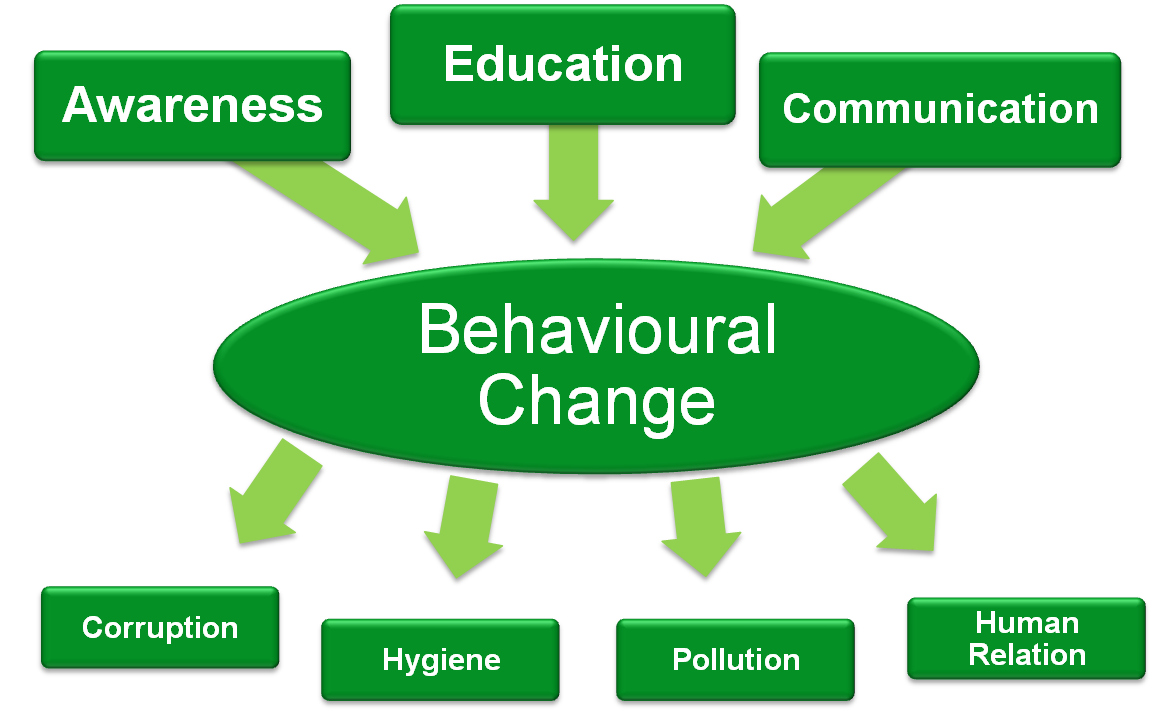 Awareness
Education
Communication
Behavioural
Change
Corruption
Hygiene
Pollution
Human
Relation